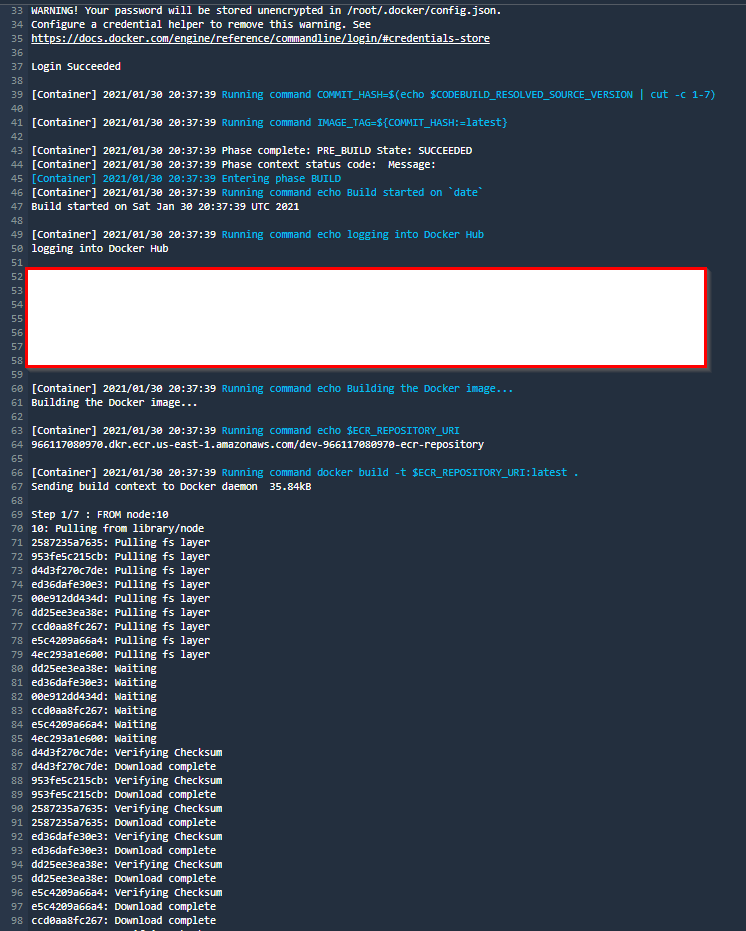 33 WARNING! Your password will be stored unencrypted in /root/.docker/config.json.
34 Configure a credential helper to remove this warning. See
35 https://docs.docker.com/engine/reference/commandline/login/#credentials-store
36
37 Login Succeeded
38
39 [Container] 2021/01/30 20:37:39 Running command COMMIT_HASH=$(echo $CODEBUILD_RESOLVED_SOURCE_VERSION | cut -c 1-7)
40
41 [Container] 2021/01/30 20:37:39 Running command IMAGE_TAG=${COMMIT_HASH:=latest}
42
43 [Container] 2021/01/30 20:37:39 Phase complete: PRE_BUILD State: SUCCEEDED
44 [Container] 2021/01/30 20:37:39 Phase context status code:  Message:
45 [Container] 2021/01/30 20:37:39 Entering phase BUILD
46 [Container] 2021/01/30 20:37:39 Running command echo Build started on `date`
47 Build started on Sat Jan 30 20:37:39 UTC 2021
48
49 [Container] 2021/01/30 20:37:39 Running command echo logging into Docker Hub
50 logging into Docker Hub
51
52
53
54
55
56
57
58
59
60 [Container] 2021/01/30 20:37:39 Running command echo Building the Docker image...
61 Building the Docker image...
62
63 [Container] 2021/01/30 20:37:39 Running command echo $ECR_REPOSITORY_URI
64 966117080970.dkr.ecr.us-east-1.amazonaws.com/dev-966117080970-ecr-repository
65
66 [Container] 2021/01/30 20:37:39 Running command docker build -t $ECR_REPOSITORY_URI:latest .
67 Sending build context to Docker daemon  35.84kB
68
69 Step 1/7 : FROM node:10
70 10: Pulling from library/node
71 2587235a7635: Pulling fs layer
72 953fe5c215cb: Pulling fs layer
73 d4d3f270c7de: Pulling fs layer
74 ed36dafe30e3: Pulling fs layer
75 00e912dd434d: Pulling fs layer
76 dd25ee3ea38e: Pulling fs layer
77 ccd0aa8fc267: Pulling fs layer
78 e5c4209a66a4: Pulling fs layer
79 4ec293a1e600: Pulling fs layer
80 dd25ee3ea38e: Waiting
81 ed36dafe30e3: Waiting
82 00e912dd434d: Waiting
83 ccd0aa8fc267: Waiting
84 e5c4209a66a4: Waiting
85 4ec293a1e600: Waiting
86 d4d3f270c7de: Verifying Checksum
87 d4d3f270c7de: Download complete
88 953fe5c215cb: Verifying Checksum
89 953fe5c215cb: Download complete
90 2587235a7635: Verifying Checksum
91 2587235a7635: Download complete
92 ed36dafe30e3: Verifying Checksum
93 ed36dafe30e3: Download complete
94 dd25ee3ea38e: Verifying Checksum
95 dd25ee3ea38e: Download complete
96 e5c4209a66a4: Verifying Checksum
97 e5c4209a66a4: Download complete
98 ccd0aa8fc267: Download complete